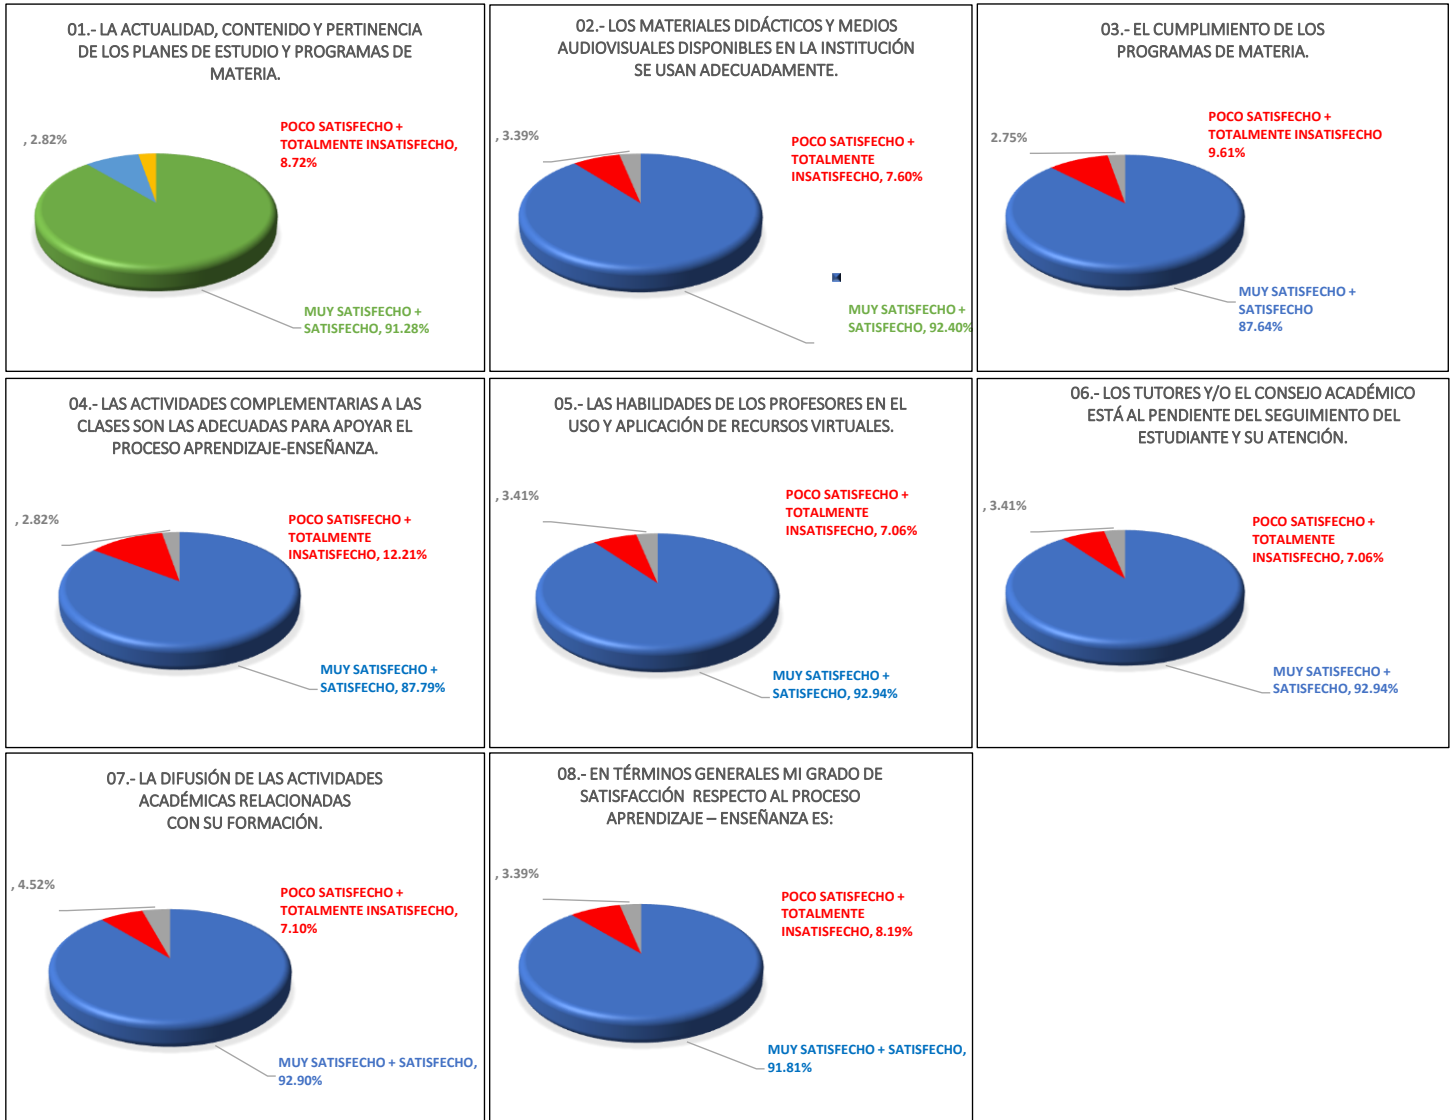 01.- LA ACTUALIDAD, CONTENIDO Y PERTINENCIA
DE LOS PLANES DE ESTUDIO Y PROGRAMAS DE
MATERIA.
, 2.82%
POCO SATISFECHO +
TOTALMENTE INSATISFECHO,
8.72%
MUY SATISFECHO +
SATISFECHO, 91.28%
02.- LOS MATERIALES DIDÁCTICOS Y MEDIOS
AUDIOVISUALES DISPONIBLES EN LA INSTITUCIÓN
SE USAN ADECUADAMENTE.
, 3.39%
POCO SATISFECHO +
TOTALMENTE
INSATISFECHO, 7.60%
MUY SATISFECHO +
SATISFECHO, 92.40%
03.- EL CUMPLIMIENTO DE LOS
PROGRAMAS DE MATERIA.
2.75%
POCO SATISFECHO +
TOTALMENTE INSATISFECHO
9.61%
MUY SATISFECHO +
SATISFECHO
87.64%
04.- LAS ACTIVIDADES COMPLEMENTARIAS A LAS
CLASES SON LAS ADECUADAS PARA APOYAR EL
PROCESO APRENDIZAJE-ENSEÑANZA.
, 2.82%
POCO SATISFECHO +
TOTALMENTE
INSATISFECHO, 12.21%
MUY SATISFECHO +
SATISFECHO, 87.79%
05.- LAS HABILIDADES DE LOS PROFESORES EN EL
USO Y APLICACIÓN DE RECURSOS VIRTUALES.
, 3.41%
POCO SATISFECHO +
TOTALMENTE
INSATISFECHO, 7.06%
MUY SATISFECHO +
SATISFECHO, 92.94%
06.- LOS TUTORES Y/O EL CONSEJO ACADÉMICO
ESTÁ AL PENDIENTE DEL SEGUIMIENTO DEL
ESTUDIANTE Y SU ATENCIÓN.
, 3.41%
POCO SATISFECHO +
TOTALMENTE
INSATISFECHO, 7.06%
MUY SATISFECHO +
SATISFECHO, 92.94%
07.- LA DIFUSIÓN DE LAS ACTIVIDADES
ACADÉMICAS RELACIONADAS
CON SU FORMACIÓN.
, 4.52%
POCO SATISFECHO +
TOTALMENTE INSATISFECHO,
7.10%
MUY SATISFECHO + SATISFECHO,
92.90%
08.- EN TÉRMINOS GENERALES MI GRADO DE
SATISFACCIÓN RESPECTO AL PROCESO
APRENDIZAJE – ENSEÑANZA ES:
, 3.39%
POCO SATISFECHO +
TOTALMENTE
INSATISFECHO, 8.19%
MUY SATISFECHO + SATISFECHO,
91.81%